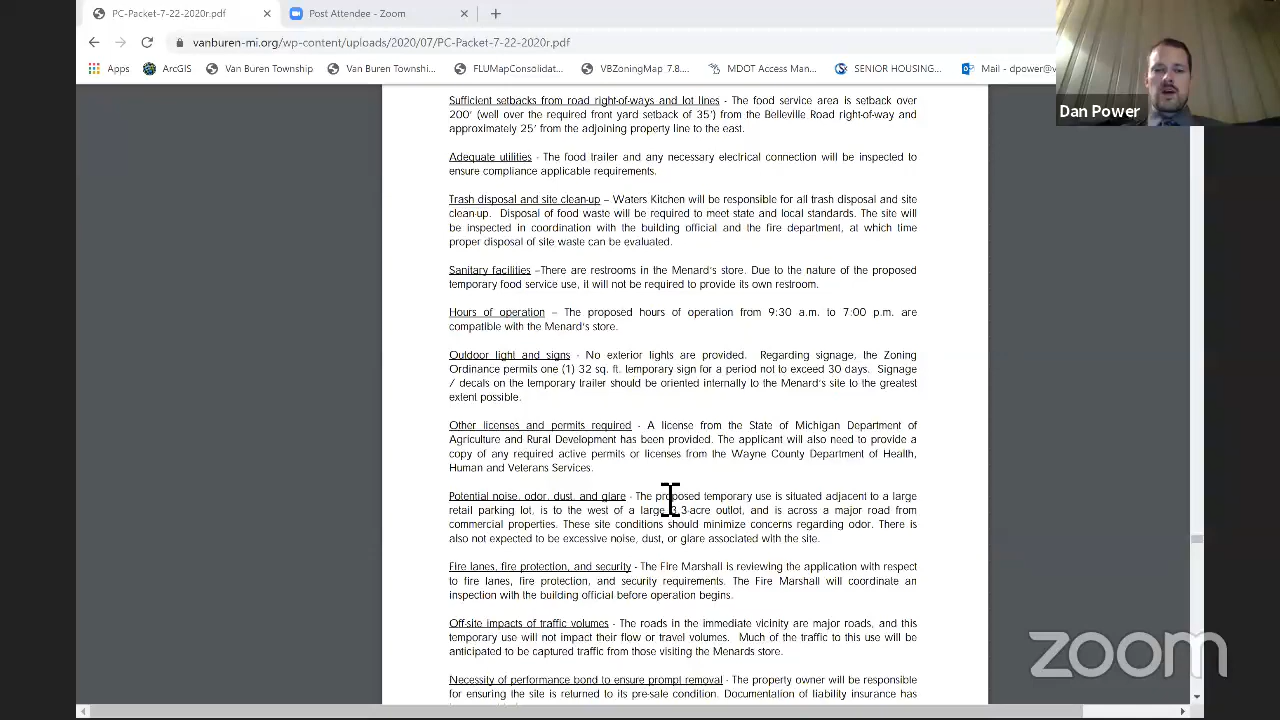 PC-Packet-7-22-2020r.pdf
Post Attendee - Zoom
vanburen-mi.org/wp-content/uploads/2020/07/PC-Packet-7-22-2020r.pdf
Apps
ArcGIS
Van Buren Township
Van Buren Townshi...
FLUMapConsolidat...
VBZoningMap_7.8....
MDOT Access Man...
SENIOR HOUSING...
Mail - dpower@v
Dan Power
Sufficient setbacks from road right-of-ways and lot lines - The food service area is setback over
200' (well over the required front yard setback of 35') from the Belleville Road right-of-way and
approximately 25' from the adjoining property line to the east.
Adequate utilities - The food trailer and any necessary electrical connection will be inspected to
ensure compliance applicable requirements.
Trash disposal and site clean-up – Waters Kitchen will be responsible for all trash disposal and site
clean-up. Disposal of food waste will be required to meet state and local standards. The site will
be inspected in coordination with the building official and the fire department, at which time
proper disposal of site waste can be evaluated.
Sanitary facilities –There are restrooms in the Menard's store. Due to the nature of the proposed
temporary food service use, it will not be required to provide its own restroom.
Hours of operation – The proposed hours of operation from 9:30 a.m. to 7:00 p.m. are
compatible with the Menard's store.
Outdoor light and signs - No exterior lights are provided. Regarding signage, the Zoning
Ordinance permits one (1) 32 sq. ft. temporary sign for a period not to exceed 30 days. Signage
/ decals on the temporary trailer should be oriented internally to the Menard's site to the greatest
extent possible.
Other licenses and permits required - A license from the State of Michigan Department of
Agriculture and Rural Development has been provided. The applicant will also need to provide a
copy of any required active permits or licenses from the Wayne County Department of Health,
Human and Veterans Services.
Potential noise, odor, dust, and glare - The proposed temporary use is situated adjacent to a large
retail parking lot, is to the west of a large 3.3-acre outlot, and is across a major road from
commercial properties. These site conditions should minimize concerns regarding odor. There is
also not expected to be excessive noise, dust, or glare associated with the site.
Fire lanes, fire protection, and security - The Fire Marshall is reviewing the application with respect
to fire lanes, fire protection, and security requirements. The Fire Marshall will coordinate an
inspection with the building official before operation begins.
Off-site impacts of traffic volumes - The roads in the immediate vicinity are major roads, and this
temporary use will not impact their flow or travel volumes. Much of the traffic to this use will be
anticipated to be captured traffic from those visiting the Menards store.
Necessity of performance bond to ensure prompt removal - The property owner will be responsible
for ensuring the site is returned to its pre-sale condition. Documentation of liability insurance has
zoom